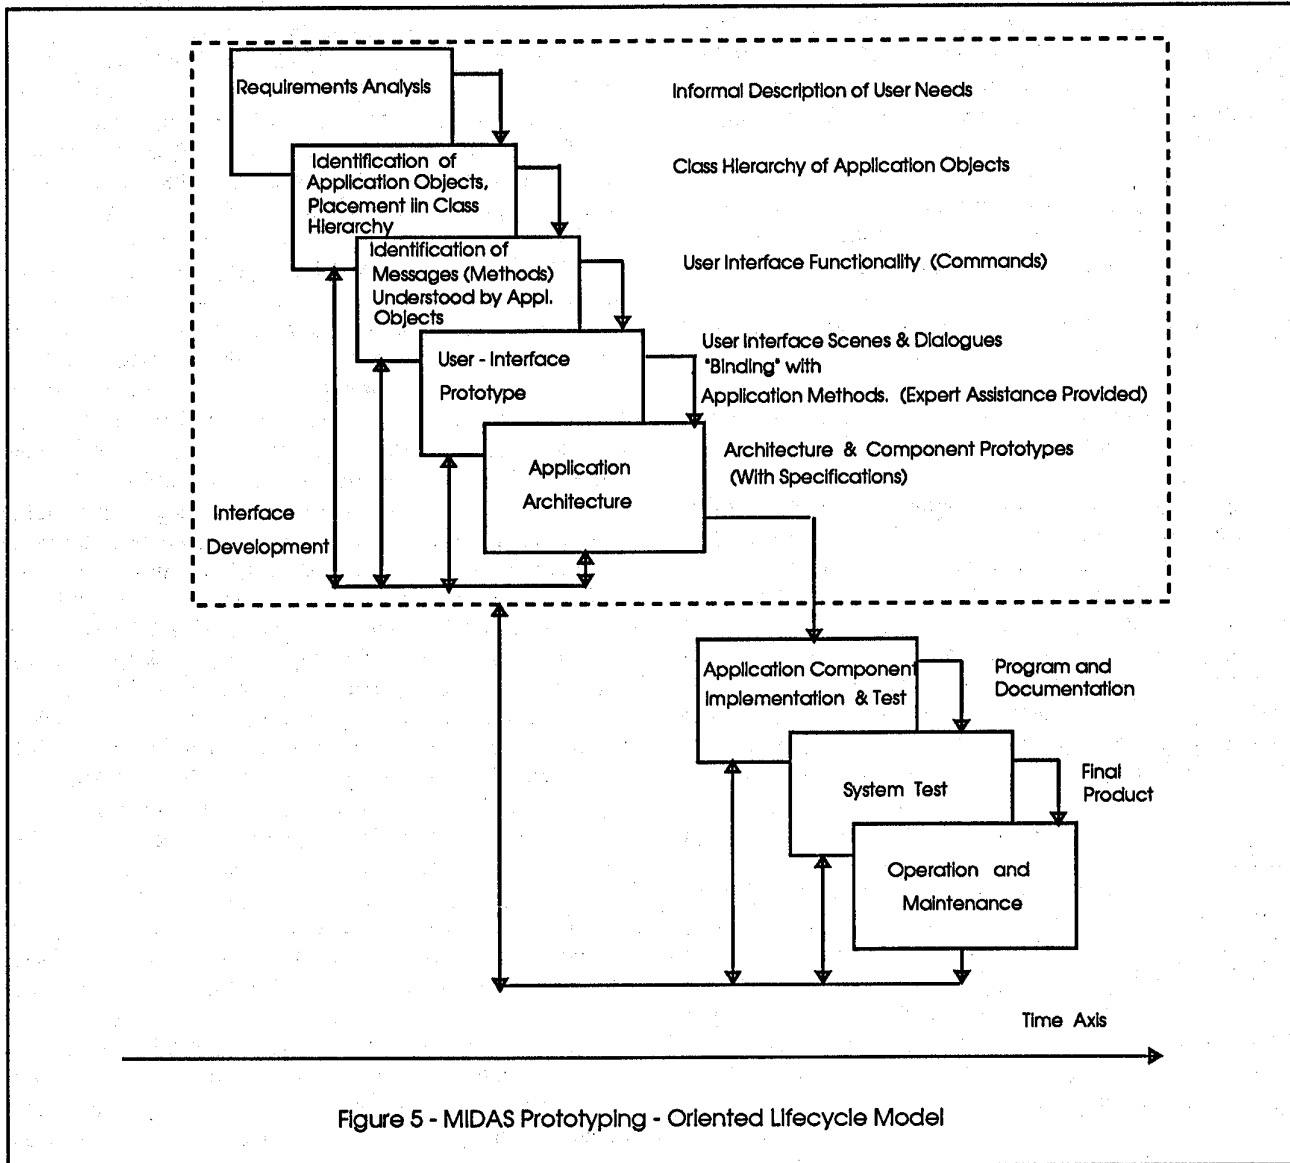 Requirements Analysis
Informal Description of User Needs
Identification of
Application Objects,
Placement iin Class
Hierarchy
Class Hierarchy of Application Objects
Identification of
Messages (Methods)
Understood by Appl.
Objects
User Interface Functionality (Commands)
User - Interface
Prototype
User Interface Scenes & Dialogues
"Binding" with
Application Methods. (Expert Assistance Provided)
Application
Architecture
Architecture & Component Prototypes
(With Specifications)
Interface
Development
Application Component
Implementation & Test
Program and
Documentation
System Test
Final
Product
Operation and
Maintenance
Time Axis
Figure 5 - MIDAS Prototyping - Oriented Lifecycle Model